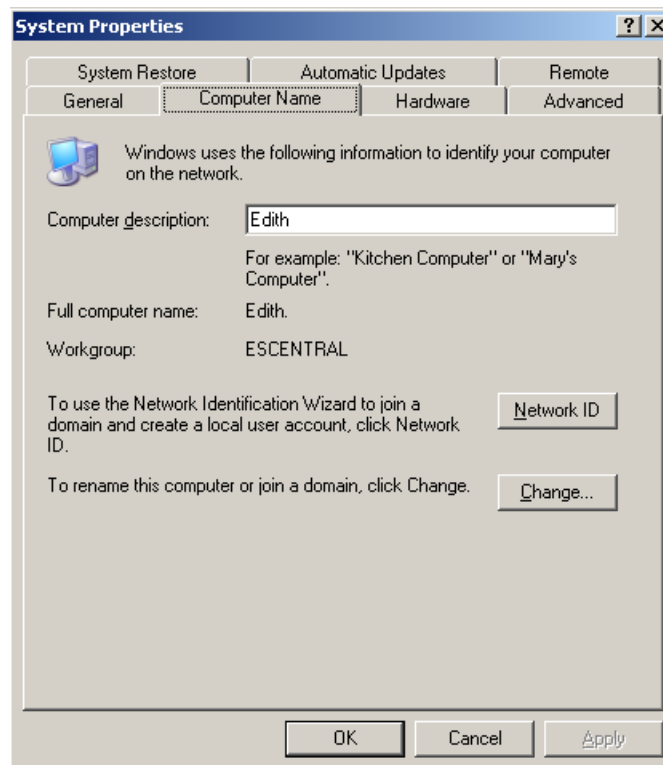 System Properties
? X
System Restore Automatic Updates Remote
General Computer Name Hardware Advanced
Windows uses the following information to identify your computer
on the network.
Computer description: Edith
For example: "Kitchen Computer" or "Mary's
Computer".
Full computer name: Edith.
Workgroup: ESCENTRAL
To use the Network Identification Wizard to join a
domain and create a local user account, click Network
ID.
Network ID
To rename this computer or join a domain, click Change.
Change...
OK Cancel Apply